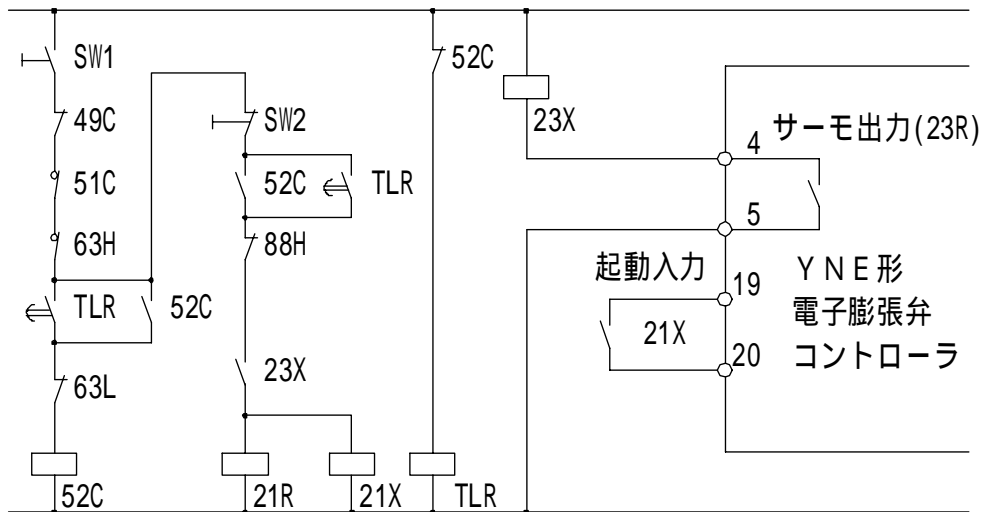 SW1
49C
51C
63H
TLR
52C
63L
52C
SW2
52C
TLR
88H
23X
21R
21X
52C
TLR
23X
サーモ出力(23R)
4
5
起動入力
19
21X
20
YNE形
電子膨張弁
コントローラ